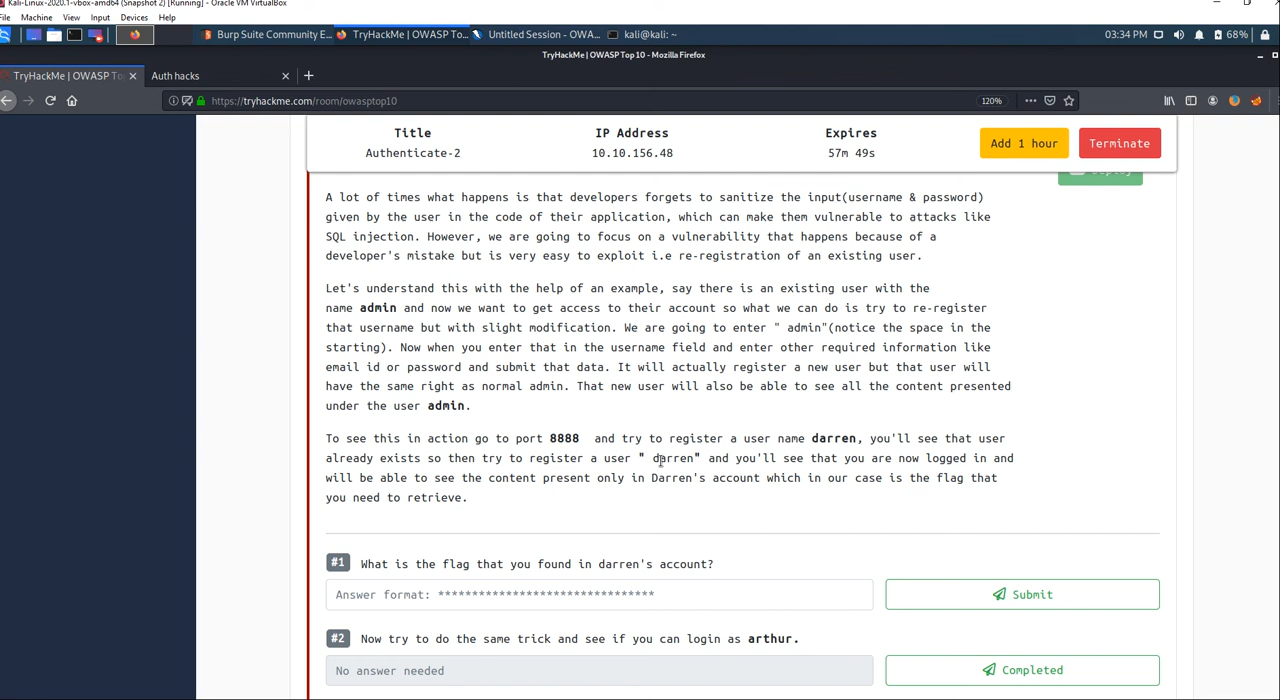 Kali-Linux-2020.1-vbox-amd64 (Snapshot 2) [Running] - Oracle VM VirtualBox
File Machine View Input Devices Help
Burp Suite Community E... TryHackMe | OWASP To... Untitled Session - OWA... kali@kali: ~ 03:34 PM 68%
TryHackMe | OWASP Top 10 - Mozilla Firefox
TryHackMe | OWASP To Auth hacks
https://tryhackme.com/room/owasptop10 120%
Title IP Address Expires
Authenticate-2 10.10.156.48 57m 49s Add 1 hour Terminate
Deploy
A lot of times what happens is that developers forgets to sanitize the input(username & password)
given by the user in the code of their application, which can make them vulnerable to attacks like
SQL injection. However, we are going to focus on a vulnerability that happens because of a
developer's mistake but is very easy to exploit i.e re-registration of an existing user.
Let's understand this with the help of an example, say there is an existing user with the
name admin and now we want to get access to their account so what we can do is try to re-register
that username but with slight modification. We are going to enter " admin"(notice the space in the
starting). Now when you enter that in the username field and enter other required information like
email id or password and submit that data. It will actually register a new user but that user will
have the same right as normal admin. That new user will also be able to see all the content presented
under the user admin.
To see this in action go to port 8888 and try to register a user name darren, you'll see that user
already exists so then try to register a user " darren" and you'll see that you are now logged in and
will be able to see the content present only in Darren's account which in our case is the flag that
you need to retrieve.
#1 What is the flag that you found in darren's account?
Answer format: ******************************** Submit
#2 Now try to do the same trick and see if you can login as arthur.
No answer needed Completed